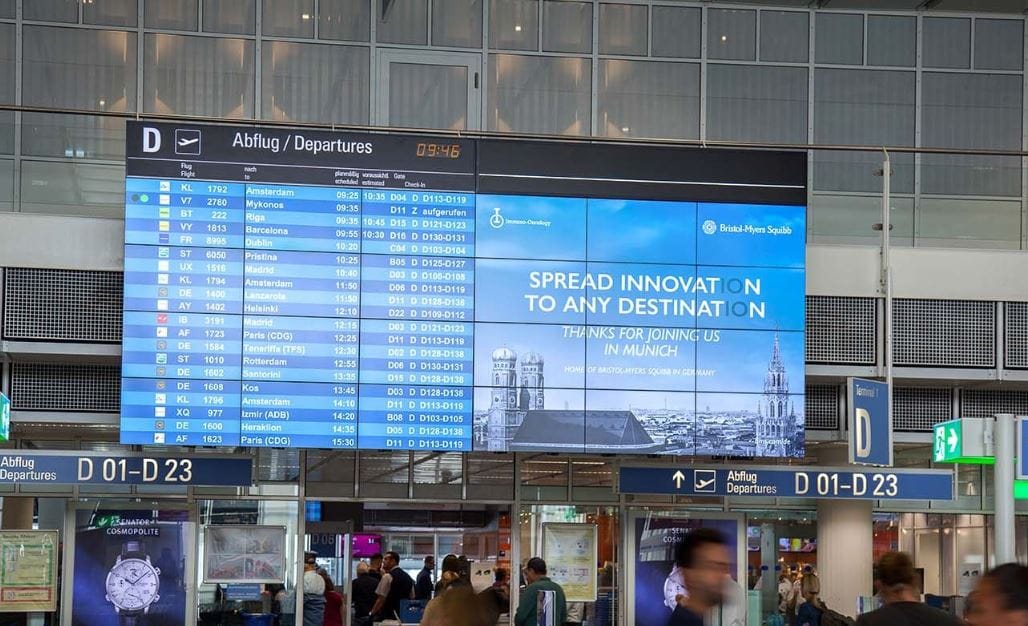 D Abflug / Departures 09:46
Flug nach planmäßig voraussichtl. Gate
Flight to scheduled estimated Check-In
KL 1792 Amsterdam 09:25 10:35 D04 D D113-D119
V7 2780 Mykonos 09:35 D11 Z aufgerufen
BT 222 Riga 09:35 10:45 D15 D D121-D123
VY 1813 Barcelona 09:55 10:30 D16 D D130-D131
FR 8995 Dublin 10:20 C04 D D103-D104
ST 6050 Pristina 10:25 B05 D D125-D127
UX 1516 Madrid 10:40 D03 D D106-D108
KL 1794 Amsterdam 11:50 D06 D D113-D119
DE 1400 Lanzarote 11:50 D11 D D128-D138
AY 1402 Helsinki 12:10 D22 D D109-D112
IB 3191 Madrid 12:15 D03 D D121-D123
AF 1723 Paris (CDG) 12:25 D11 D D113-D119
DE 1584 Teneriffa (TFS) 12:30 D02 D D128-D138
ST 1010 Rotterdam 12:55 D06 D D130-D131
DE 1602 Santorini 13:35 D15 D D128-D138
DE 1608 Kos 13:45 D03 D D128-D138
KL 1796 Amsterdam 14:10 D11 D D113-D119
XQ 977 Izmir (ADB) 14:20 B08 D D103-D105
DE 1600 Heraklion 14:35 D05 D D128-D138
AF 1623 Paris (CDG) 15:30 D11 D D113-D119
Immuno-Oncology
Bristol-Myers Squibb
SPREAD INNOVATION
TO ANY DESTINATION
THANKS FOR JOINING US
IN MUNICH
HOME OF BRISTOL-MYERS SQUIBB IN GERMANY
bms.com/de
Terminal 1
D
Abflug
Departures D 01-D 23
Abflug
Departures D 01-D 23
SENATOR
COSMOPOLITE
SENATOR